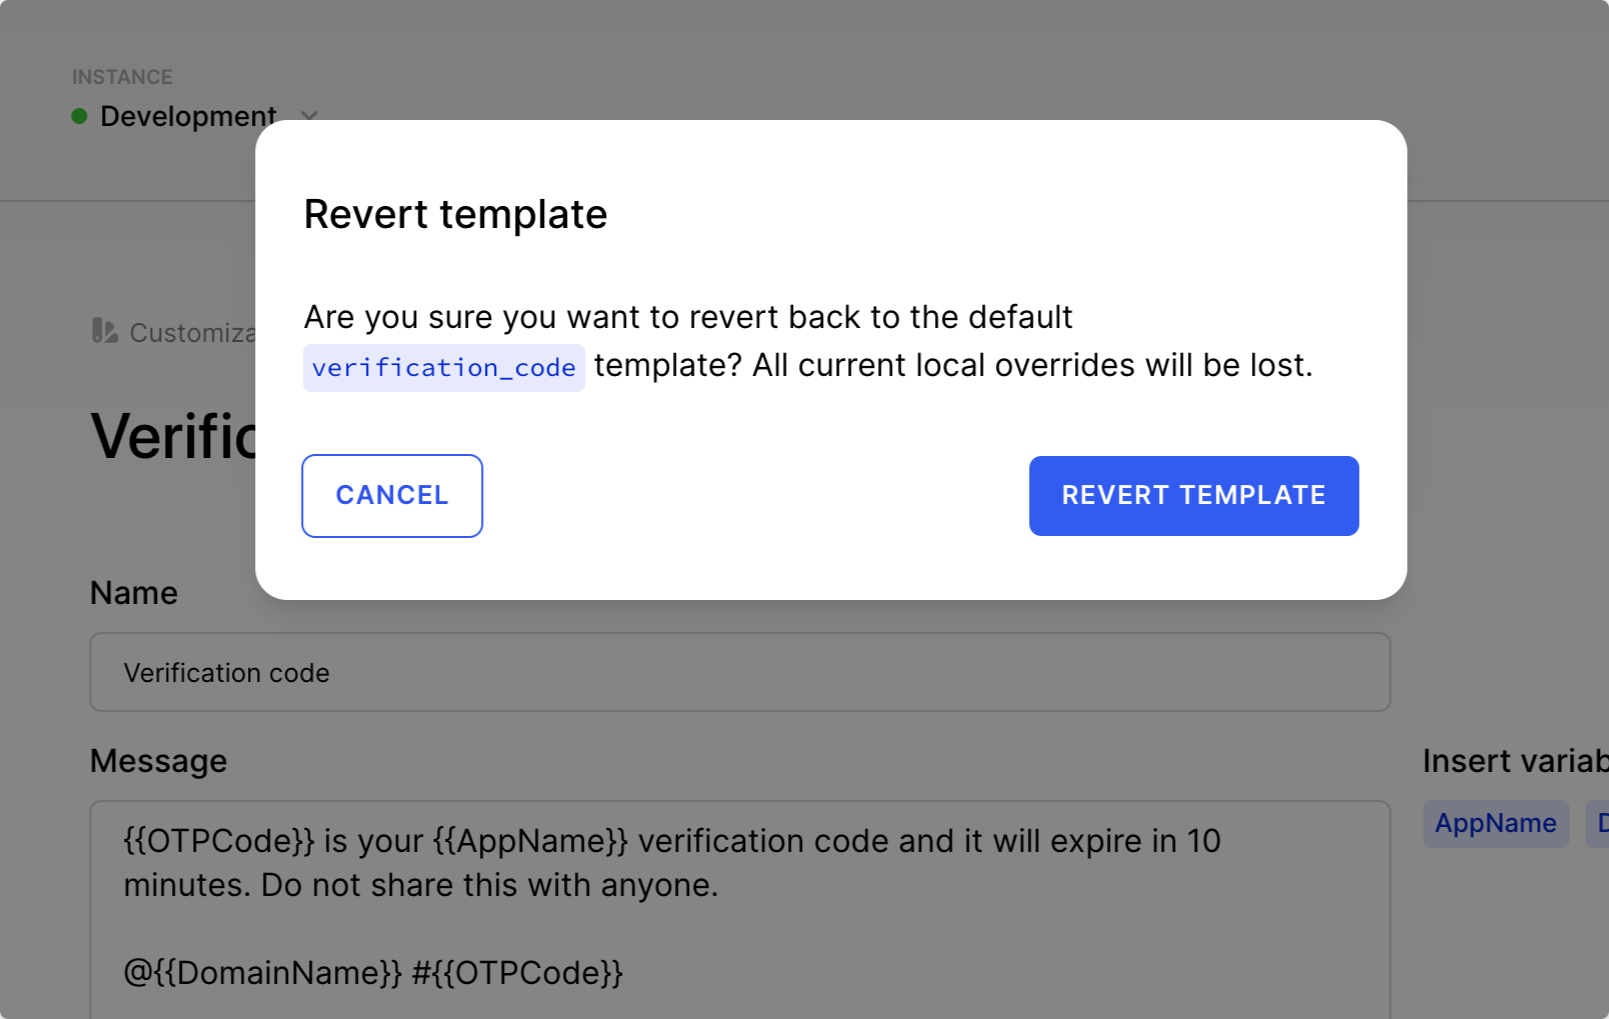 INSTANCE
Development
Revert template
Are you sure you want to revert back to the default
verification_code template? All current local overrides will be lost.
CANCEL
REVERT TEMPLATE
Customiza
Verific
Name
Verification code
Message
Insert variab
{{OTPCode}} is your {{AppName}} verification code and it will expire in 10
minutes. Do not share this with anyone.
@{{DomainName}} #{{OTPCode}}
AppName
D